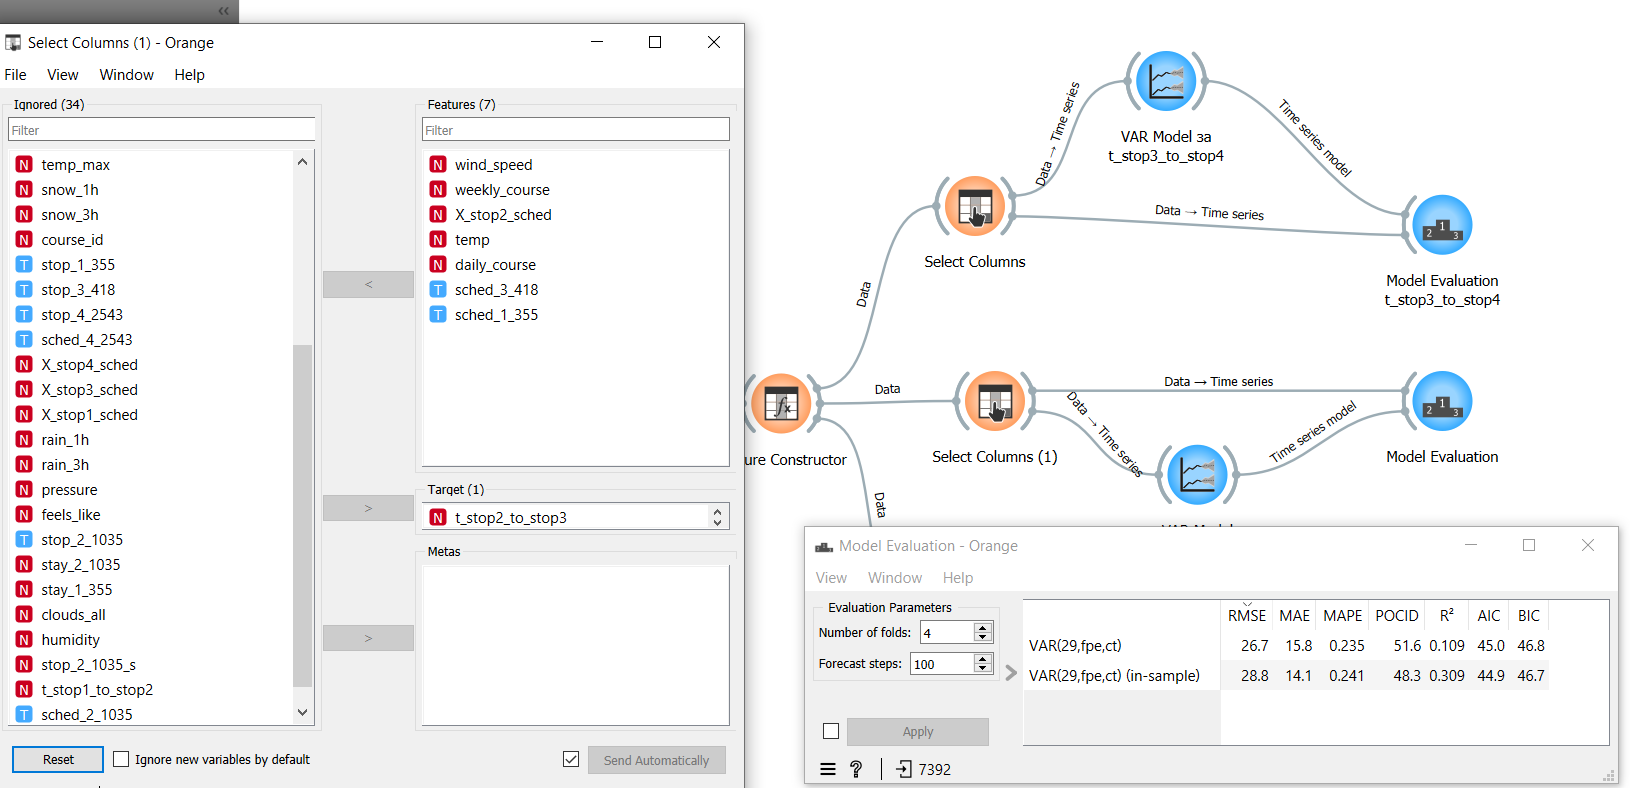 «
Select Columns (1) - Orange
File View Window Help
Ignored (34)
Filter
N temp_max
N snow_1h
N snow_3h
N course_id
T stop_1_355
T stop_3_418
T stop_4_2543
T sched_4_2543
N X_stop4_sched
N X_stop3_sched
N X_stop1_sched
N rain_1h
N rain_3h
N pressure
N feels_like
T stop_2_1035
N stay_2_1035
N stay_1_355
N clouds_all
N humidity
N stop_2_1035_s
N t_stop1_to_stop2
T sched_2_1035
<
>
>
Features (7)
Filter
N wind_speed
N weekly_course
N X_stop2_sched
N temp
N daily_course
T sched_3_418
T sched_1_355
Target (1)
N t_stop2_to_stop3
Metas
Reset
Ignore new variables by default
Send Automatically
VAR Model за
t_stop3_to_stop4
Data → Time series
Time series model
Select Columns
Data → Time series
2 1 3
Model Evaluation
t_stop3_to_stop4
Data
fx
ure Constructor
Data
Select Columns (1)
Data → Time series
Data → Time series
Time series model
2 1 3
Model Evaluation
Data
Model Evaluation - Orange
View Window Help
Evaluation Parameters
Number of folds: 4
Forecast steps: 100
Apply
? 7392
RMSE MAE MAPE POCID R² AIC BIC
VAR(29,fpe,ct) 26.7 15.8 0.235 51.6 0.109 45.0 46.8
VAR(29,fpe,ct) (in-sample) 28.8 14.1 0.241 48.3 0.309 44.9 46.7